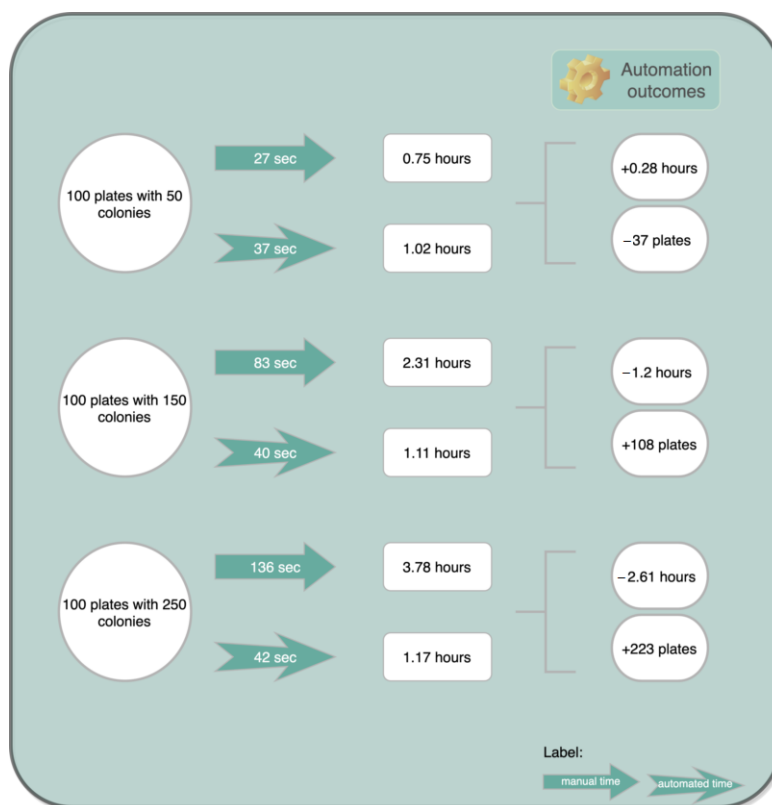 Automation
outcomes
100 plates with 50
colonies
27 sec
0.75 hours
37 sec
1.02 hours
+0.28 hours
−37 plates
100 plates with 150
colonies
83 sec
2.31 hours
40 sec
1.11 hours
−1.2 hours
+108 plates
100 plates with 250
colonies
136 sec
3.78 hours
42 sec
1.17 hours
−2.61 hours
+223 plates
Label:
manual time
automated time